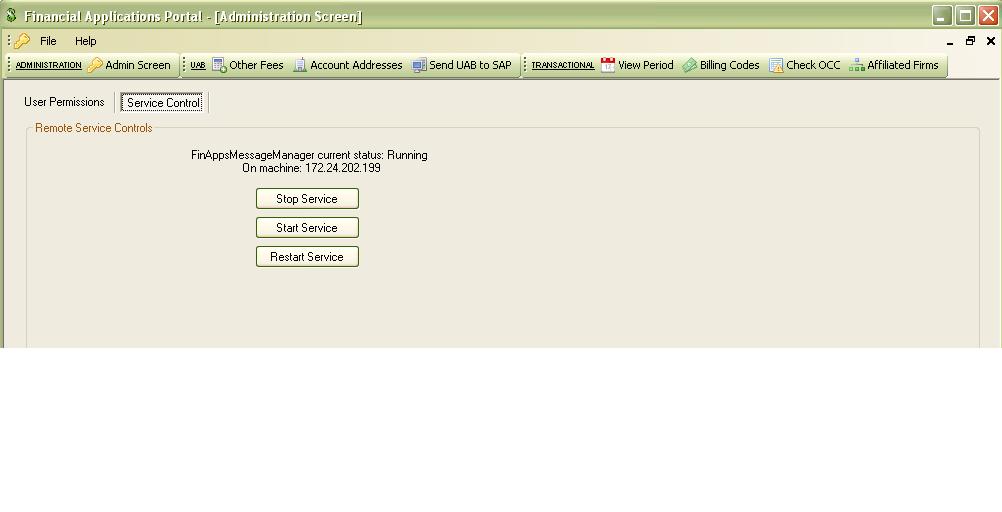 Financial Applications Portal - [Administration Screen]
File Help
ADMINISTRATION Admin Screen UAB Other Fees Account Addresses Send UAB to SAP TRANSACTIONAL View Period Billing Codes Check OCC Affiliated Firms
User Permissions Service Control
Remote Service Controls
FinAppsMessageManager current status: Running
On machine: 172.24.202.199
Stop Service
Start Service
Restart Service